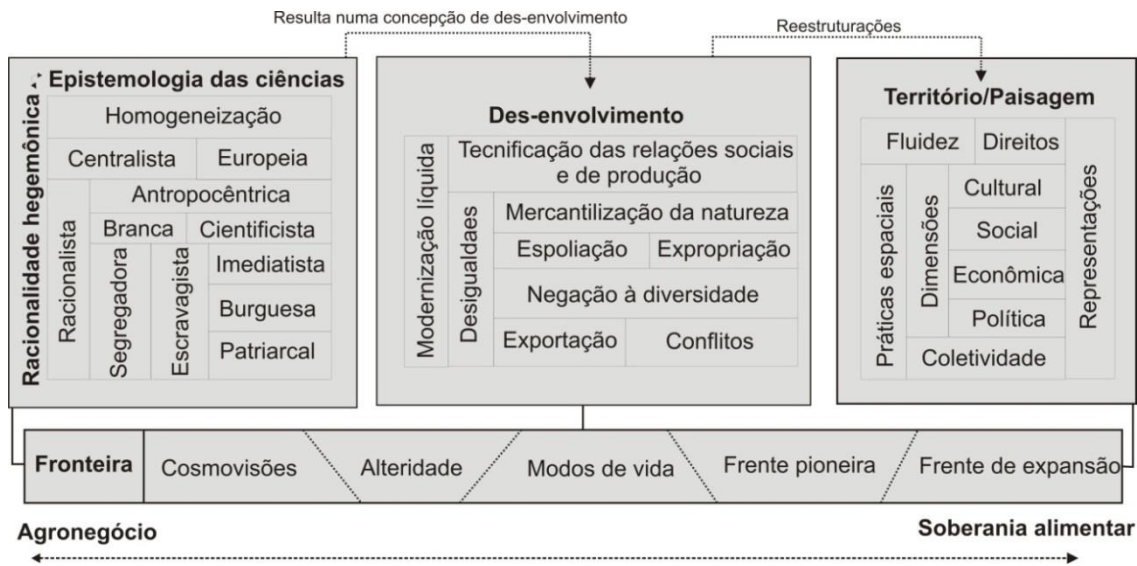 Resulta numa concepção de des-envolvimento
Reestruturações
Racionalidade hegemônica
Epistemologia das ciências
Homogeneização
Centralista
Europeia
Racionalista
Antropocêntrica
Branca
Cientificista
Segregadora
Escravagista
Imediatista
Burguesa
Patriarcal
Des-envolvimento
Modernização líquida
Tecnificação das relações sociais
e de produção
Desigualdaes
Mercantilização da natureza
Espoliação
Expropriação
Negação à diversidade
Exportação
Conflitos
Território/Paisagem
Fluidez
Direitos
Práticas espaciais
Dimensões
Cultural
Social
Econômica
Política
Coletividade
Representações
Fronteira
Cosmovisões
Alteridade
Modos de vida
Frente pioneira
Frente de expansão
Agronegócio
Soberania alimentar